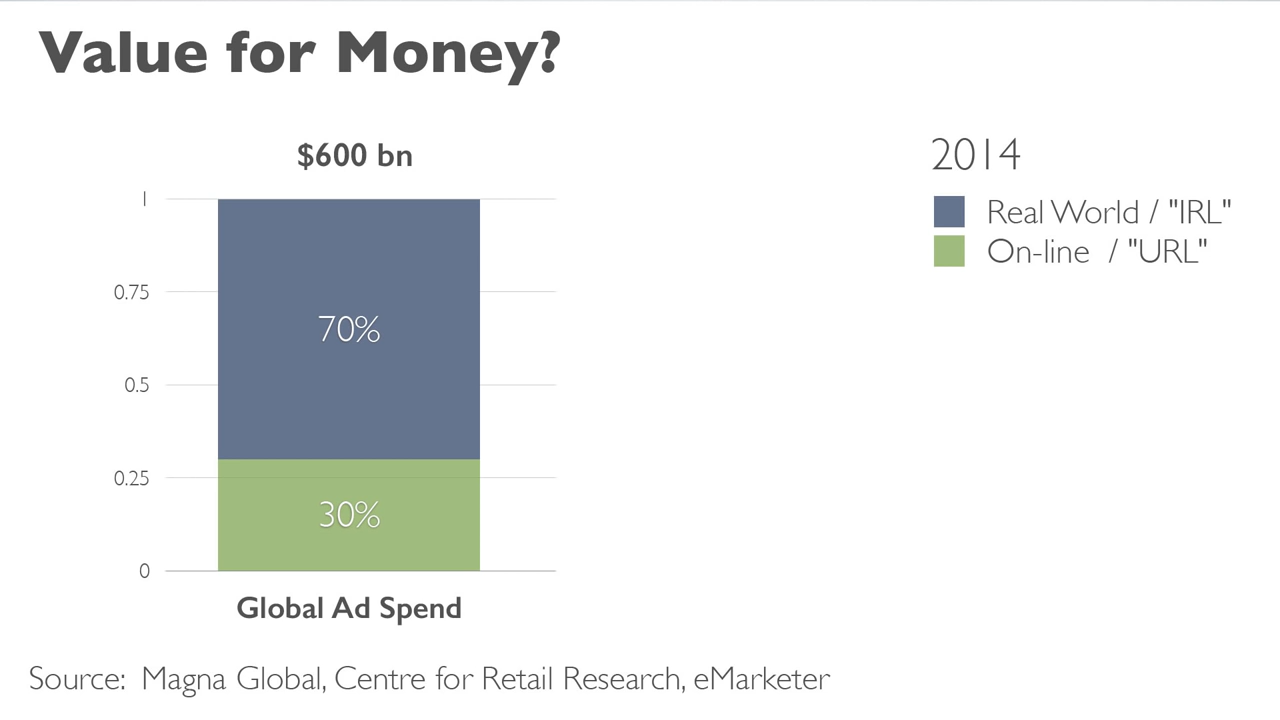 Value for Money?
$600 bn
1
0.75
0.5
0.25
0
70%
30%
Global Ad Spend
2014
Real World / "IRL"
On-line / "URL"
Source: Magna Global, Centre for Retail Research, eMarketer